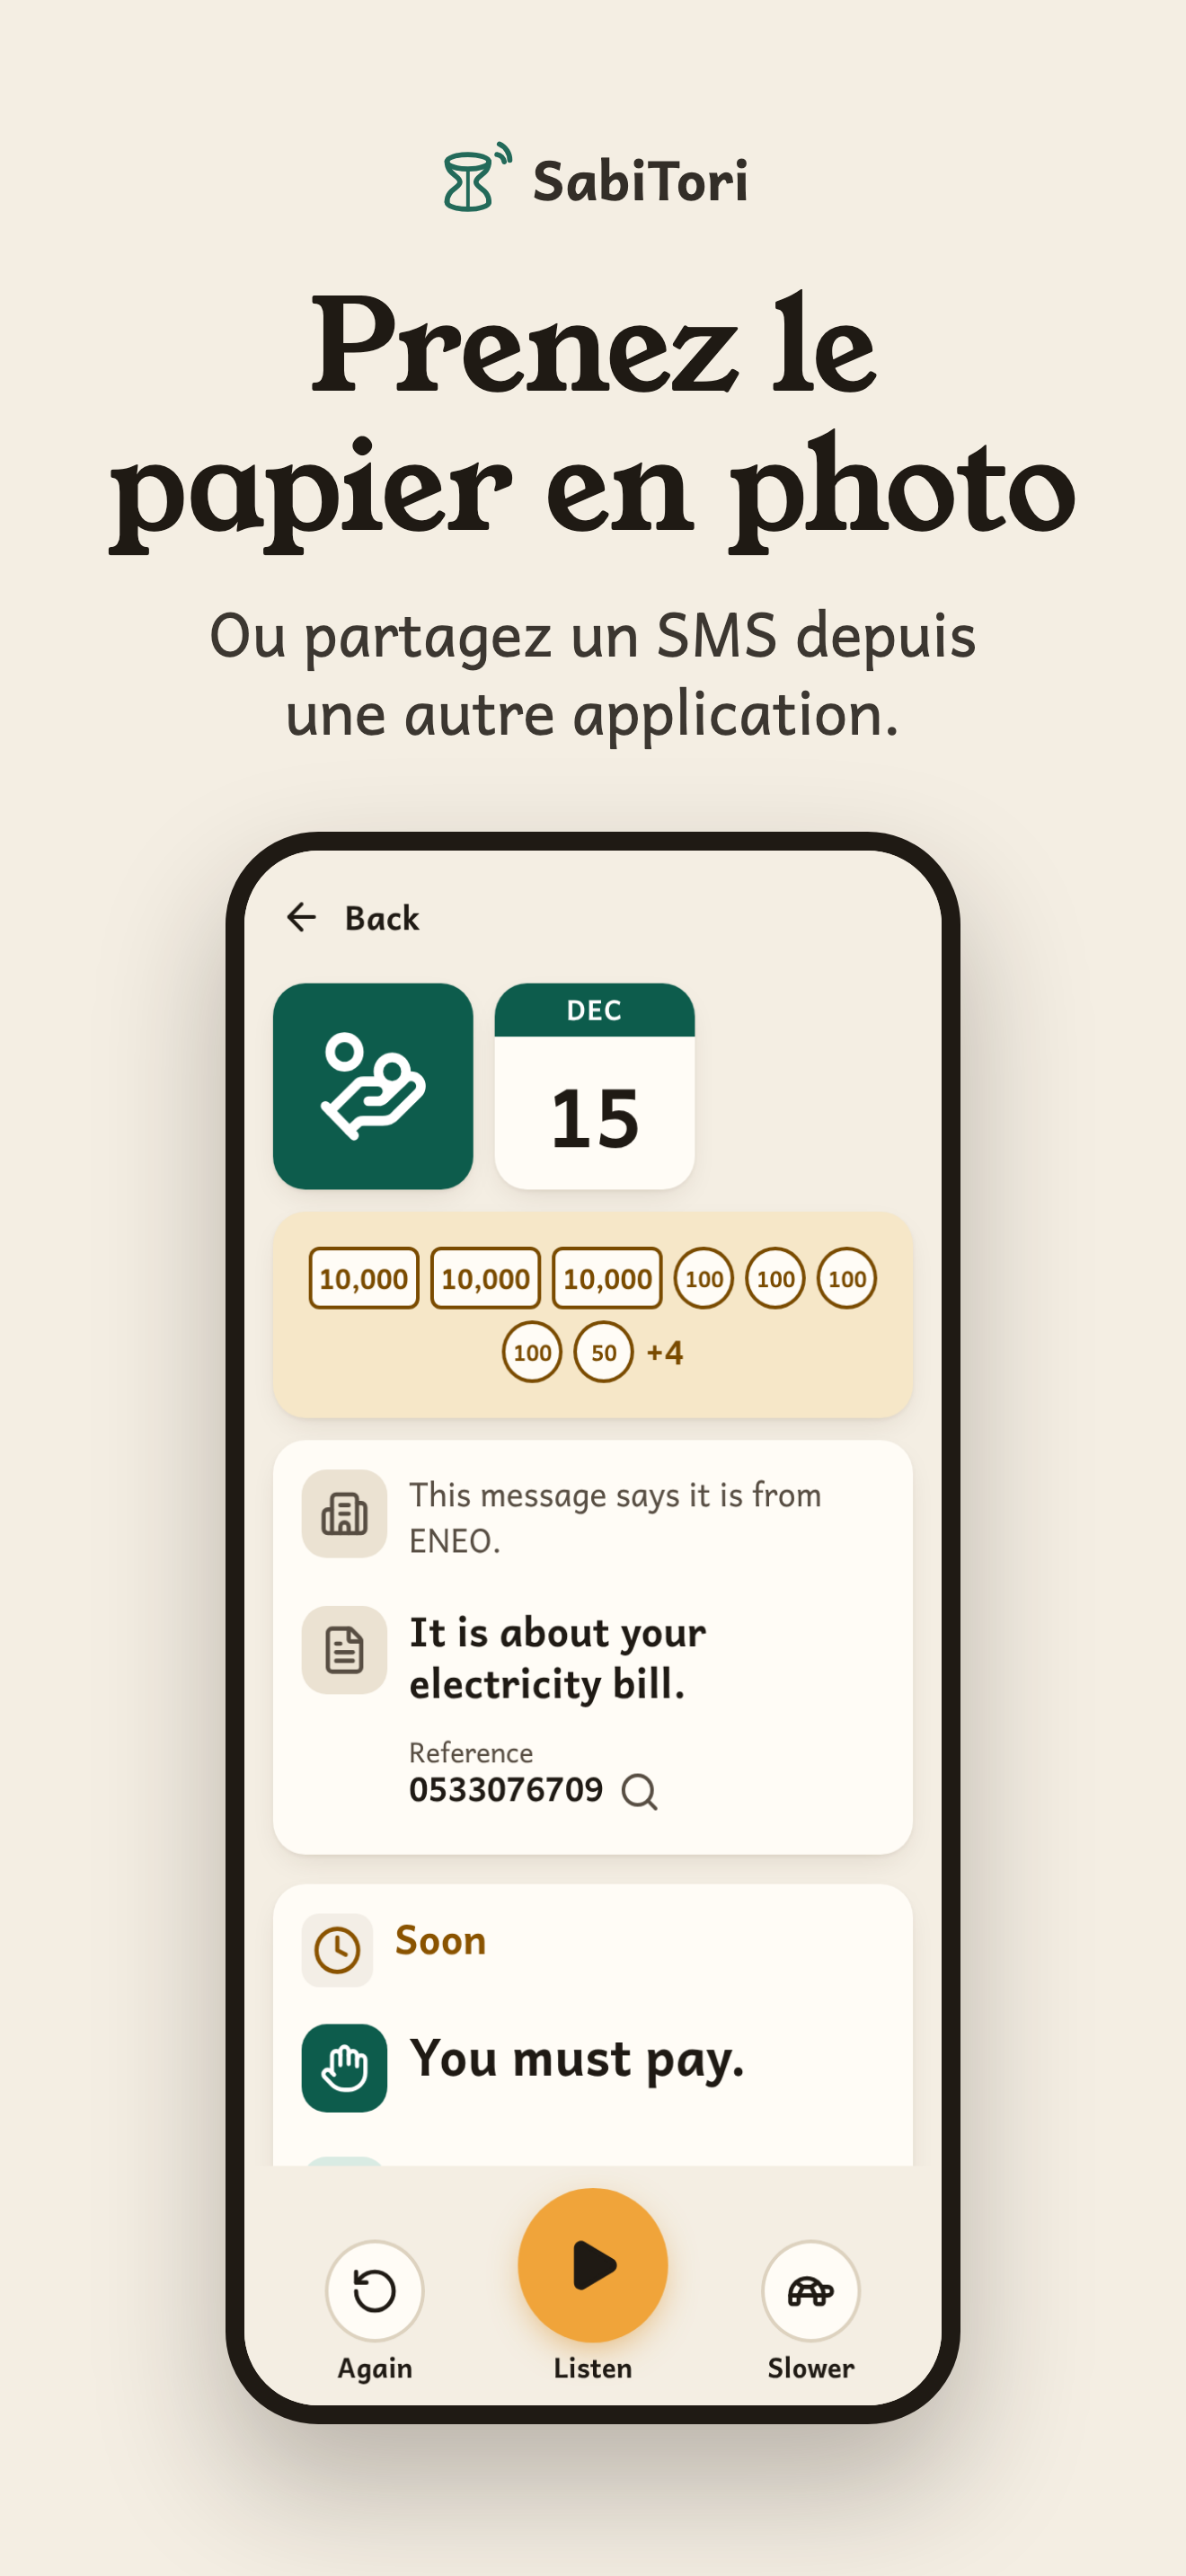 SabiTori
Prenez le
papier en photo
Ou partagez un SMS depuis
une autre application.
Back
DEC
15
10,000 10,000 10,000 100 100 100
100 50 +4
This message says it is from
ENEO.
It is about your
electricity bill.
Reference
0533076709
Soon
You must pay.
Again Listen Slower